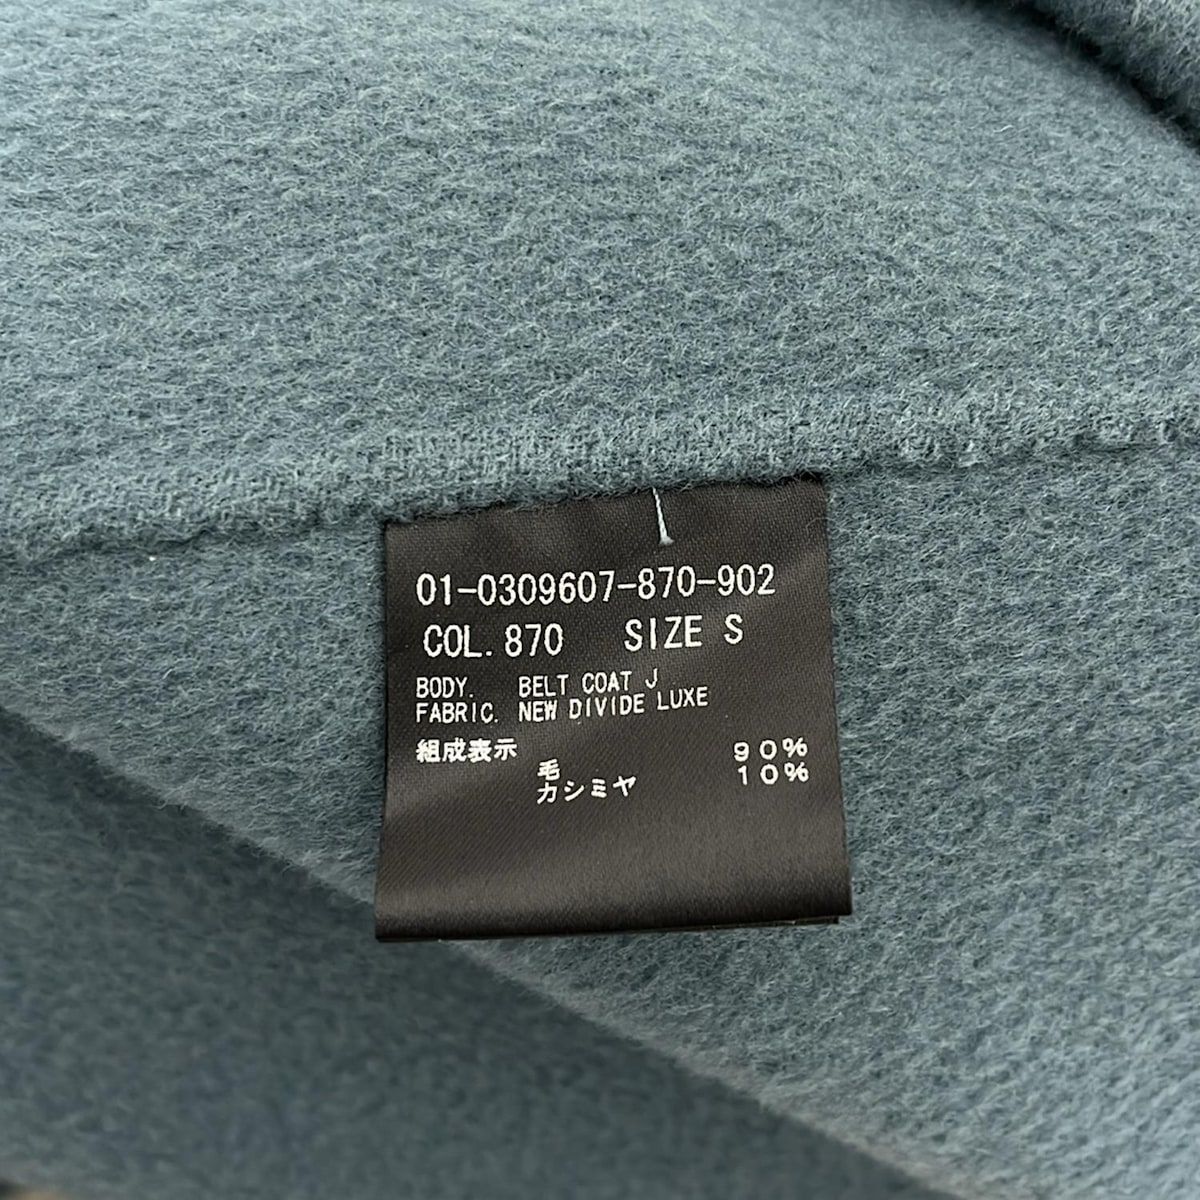 01-0309607-870-902
COL. 870 SIZE S
BODY. BELT COAT J
FABRIC. NEW DIVIDE LUXE
組成表示
毛 90%
カシミヤ 10%